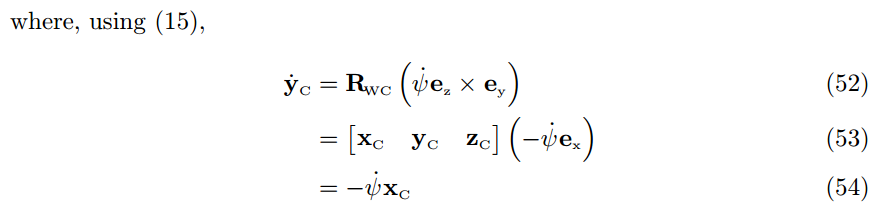 where, using (15),
ẏ_C = R_WC (ψ̇e_z × e_y) (52)
= [x_C y_C z_C] (−ψ̇e_x) (53)
= −ψ̇x_C (54)